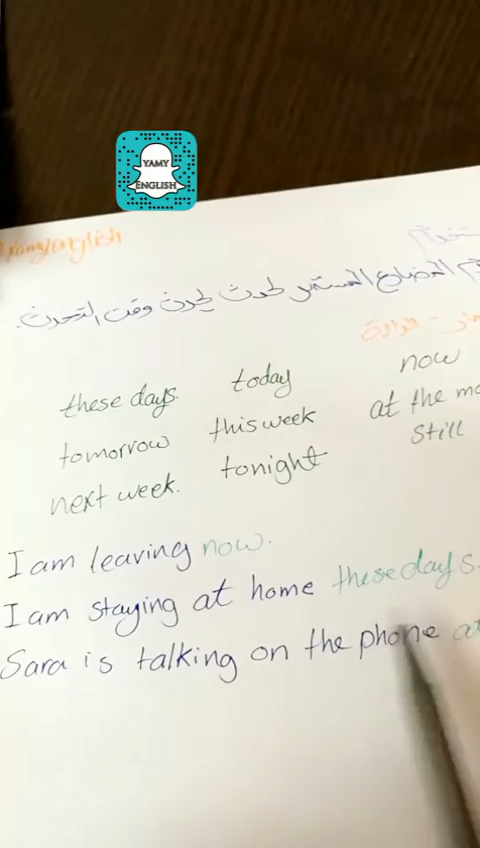 YAMY
ENGLISH
yamyenglish
المضارع المستمر لحدث يحدث وقت التحدث.
الدالة
these days. today now
tomorrow this week at the mo
next week. tonight still
I am leaving now.
I am staying at home these days.
Sara is talking on the phone at